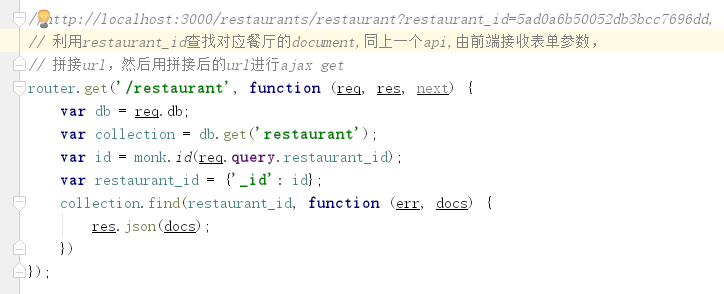 //http://localhost:3000/restaurants/restaurant?restaurant_id=5ad0a6b50052db3bcc7696dd,
// 利用restaurant_id查找对应餐厅的document,同上一个api,由前端接收表单参数，
// 拼接url，然后用拼接后的url进行ajax get
router.get('/restaurant', function (req, res, next) {
    var db = req.db;
    var collection = db.get('restaurant');
    var id = monk.id(req.query.restaurant_id);
    var restaurant_id = {'_id': id};
    collection.find(restaurant_id, function (err, docs) {
        res.json(docs);
    })
});